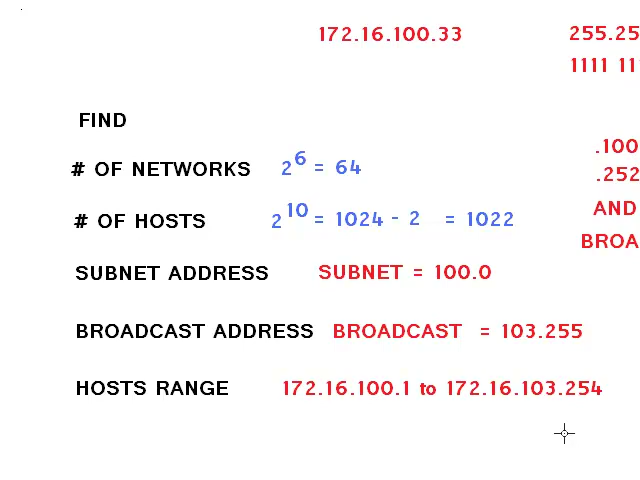 172.16.100.33 255.25
1111 11
FIND
.100
# OF NETWORKS 2^6 = 64
.252
AND
# OF HOSTS 2^10 = 1024 - 2 = 1022
BROA
SUBNET ADDRESS SUBNET = 100.0
BROADCAST ADDRESS BROADCAST = 103.255
HOSTS RANGE 172.16.100.1 to 172.16.103.254